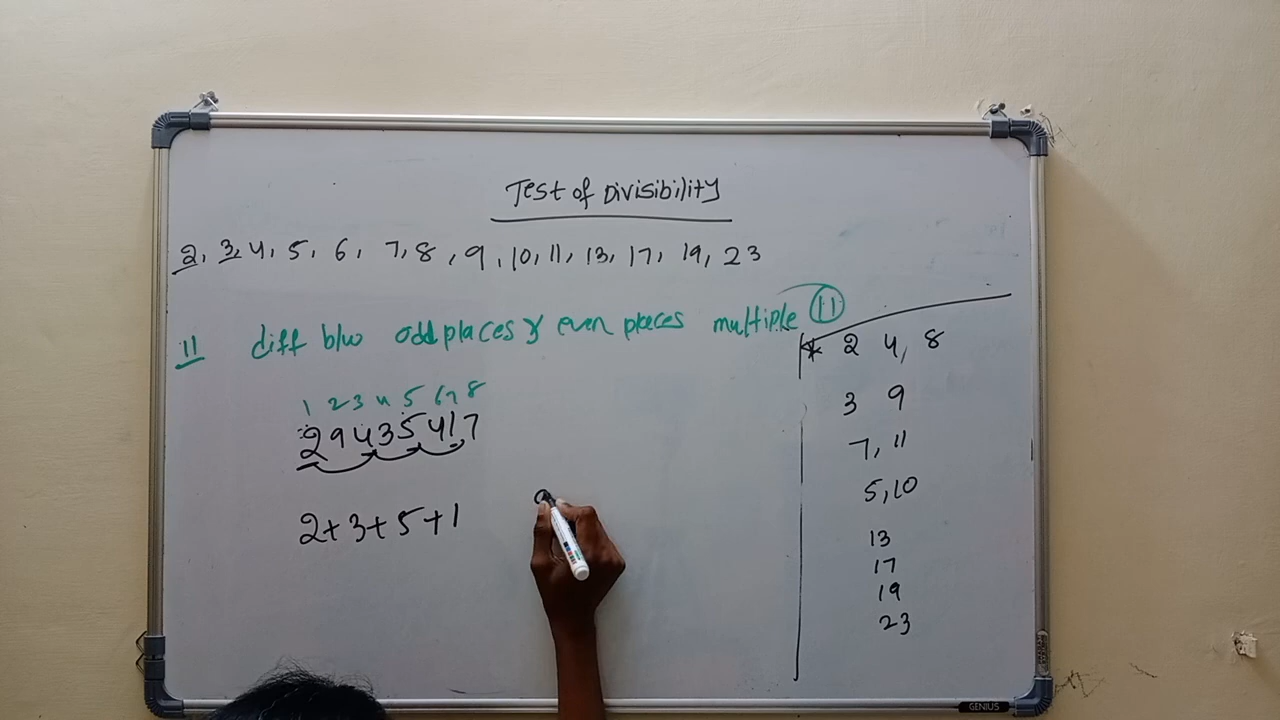 Test of Divisibility
2, 3, 4, 5, 6, 7, 8, 9, 10, 11, 13, 17, 19, 23
11 diff b/w odd places & even places multiple 11
1 2 3 4 5 6 7 8
29435417
2+3+5+1
* 2 4, 8
3 9
7, 11
5, 10
13
17
19
23
GENIUS